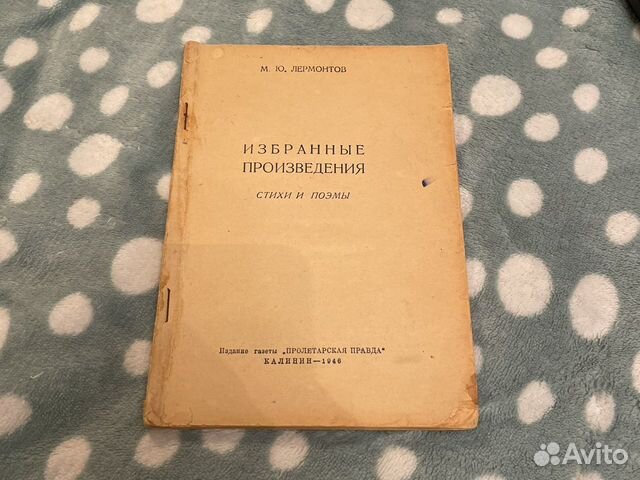 М. Ю. ЛЕРМОНТОВ
ИЗБРАННЫЕ
ПРОИЗВЕДЕНИЯ
СТИХИ И ПОЭМЫ
Издание газеты „ПРОЛЕТАРСКАЯ ПРАВДА“
КАЛИНИН—1946
Avito